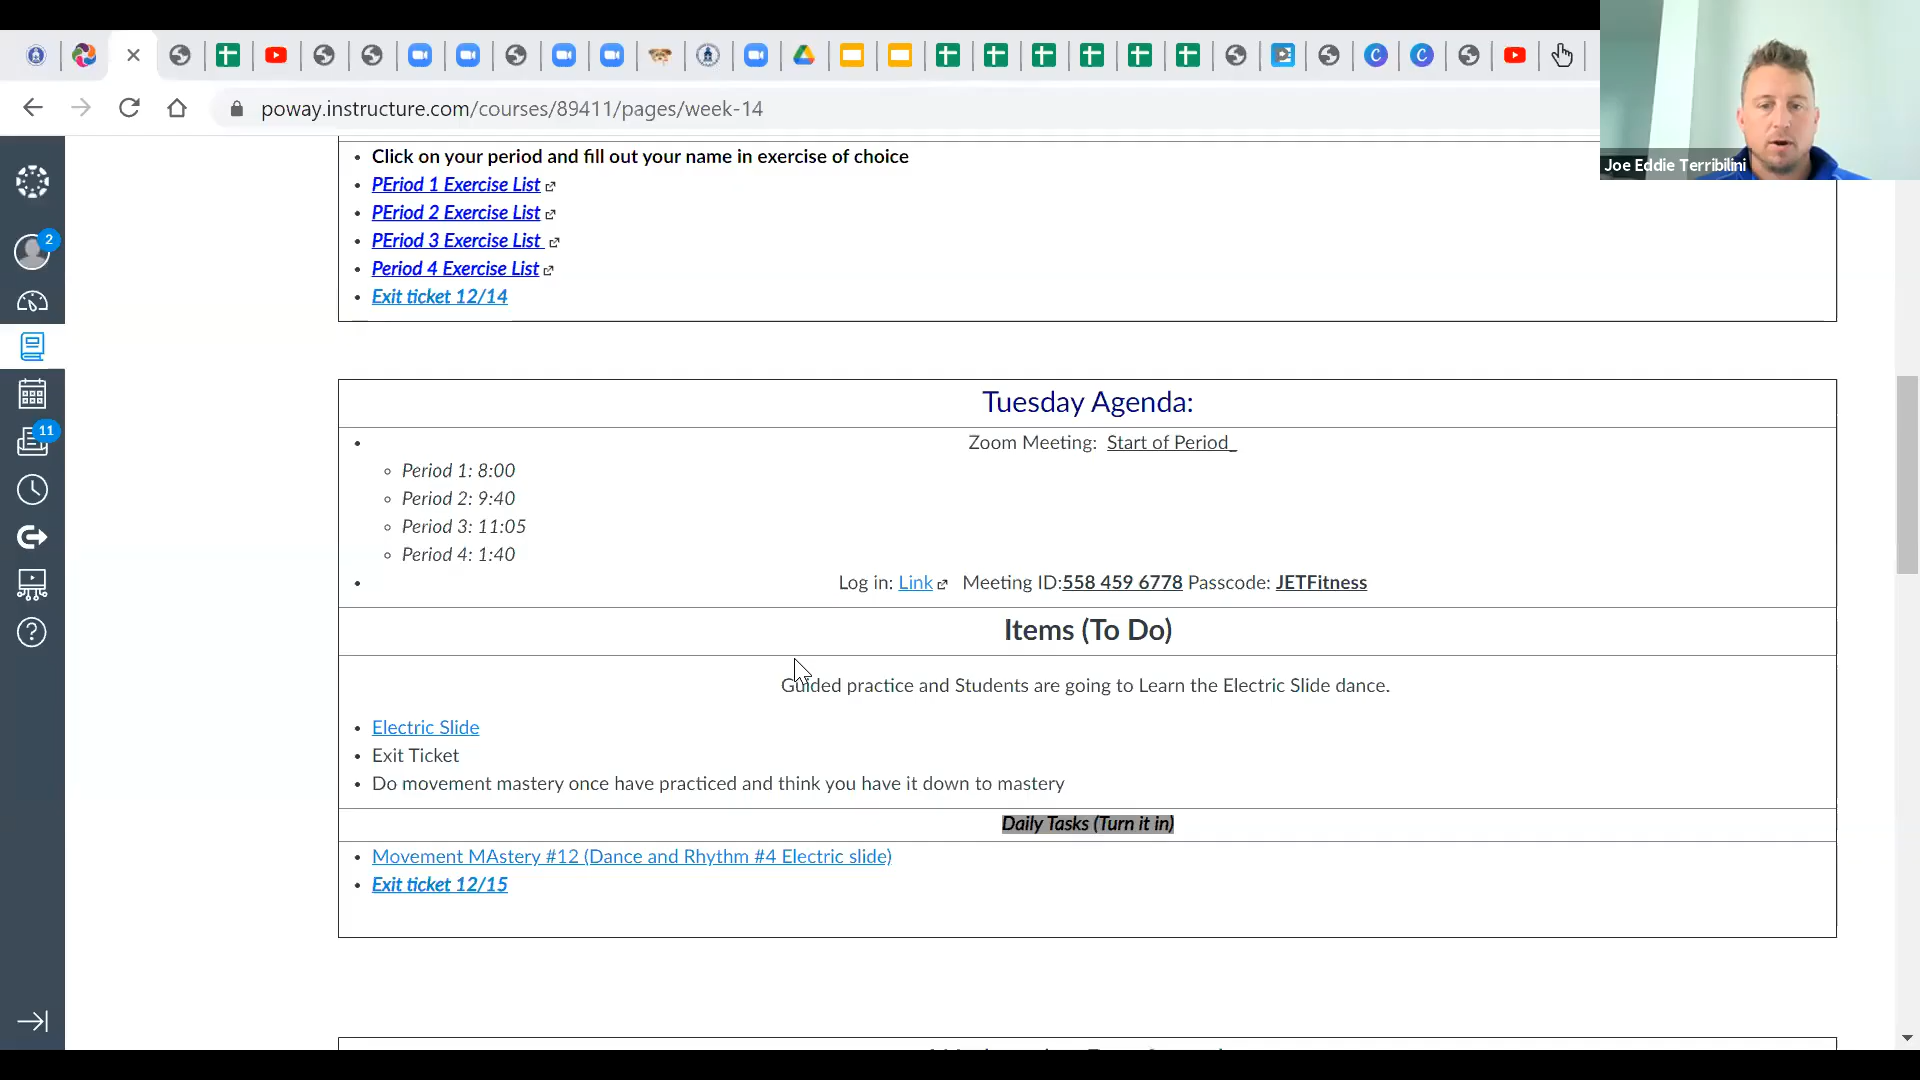 poway.instructure.com/courses/89411/pages/week-14
Joe Eddie Terribilini
2
11
Click on your period and fill out your name in exercise of choice
PEriod 1 Exercise List
PEriod 2 Exercise List
PEriod 3 Exercise List
Period 4 Exercise List
Exit ticket 12/14
Tuesday Agenda:
Zoom Meeting: Start of Period_
Period 1: 8:00
Period 2: 9:40
Period 3: 11:05
Period 4: 1:40
Log in: Link Meeting ID:558 459 6778 Passcode: JETFitness
Items (To Do)
Guided practice and Students are going to Learn the Electric Slide dance.
Electric Slide
Exit Ticket
Do movement mastery once have practiced and think you have it down to mastery
Daily Tasks (Turn it in)
Movement MAstery #12 (Dance and Rhythm #4 Electric slide)
Exit ticket 12/15